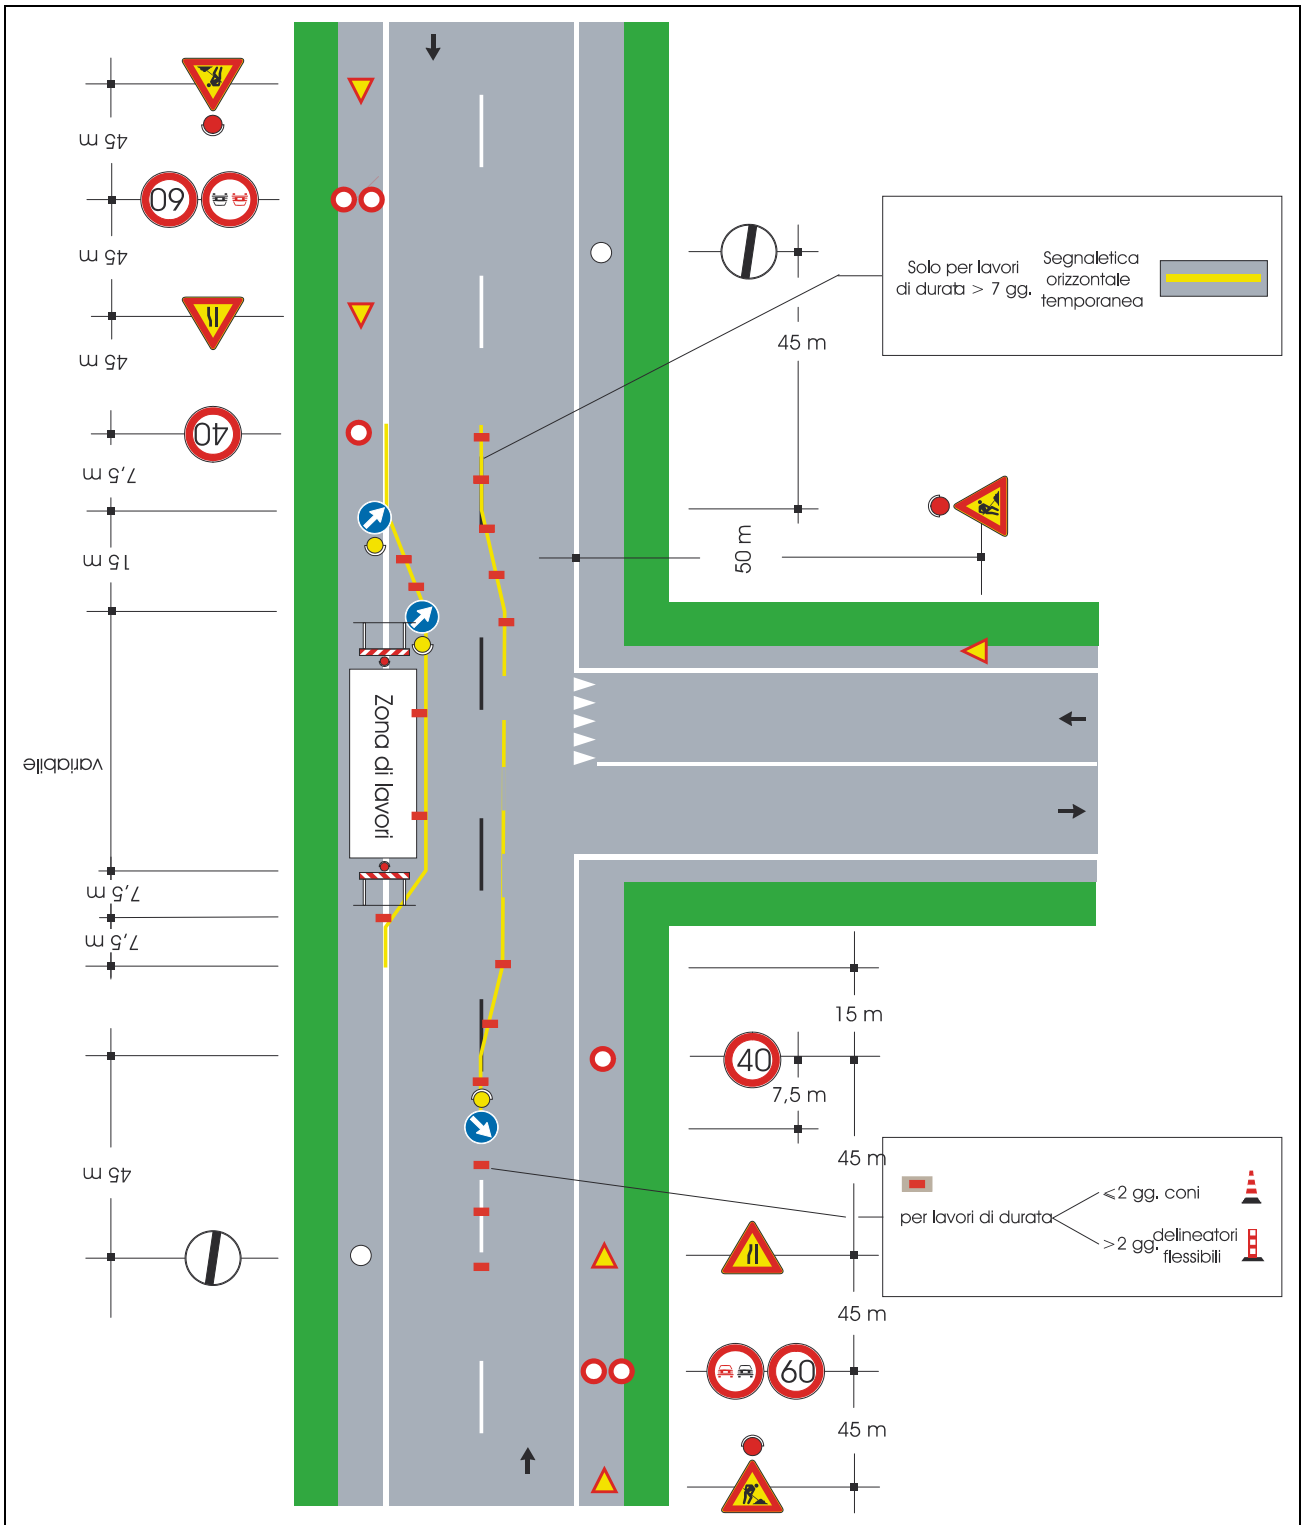 45 m
60
45 m
45 m
40
7,5 m
15 m
variabile
7,5 m
7,5 m
45 m
Zona di lavori
Solo per lavori
di durata > 7 gg.
Segnaletica
orizzontale
temporanea
45 m
50 m
15 m
40
7,5 m
45 m
per lavori di durata
⩽2 gg. coni
>2 gg. delineatori
flessibili
45 m
60
45 m